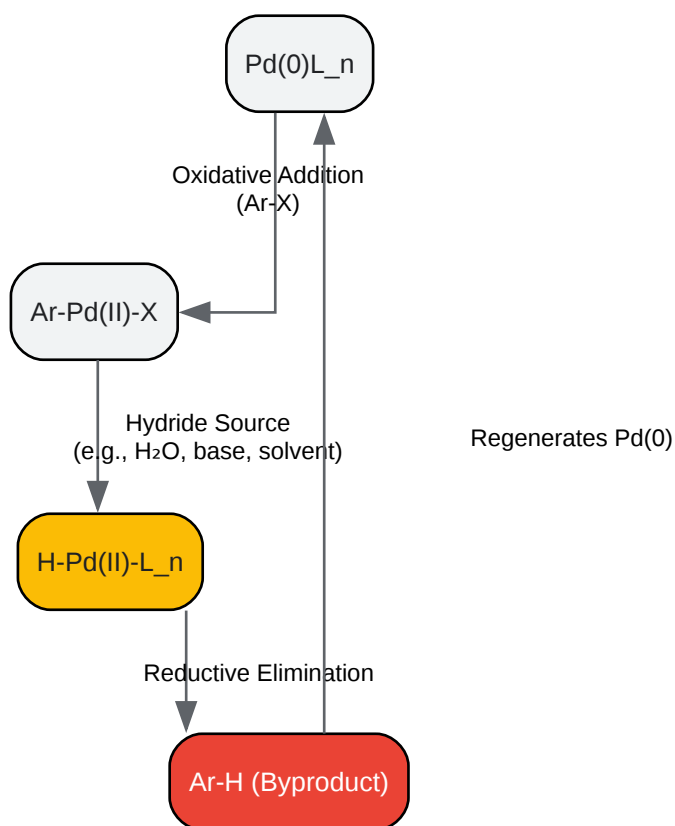 Pd(0)L_n
Oxidative Addition
(Ar-X)
Ar-Pd(II)-X
Hydride Source
(e.g., H₂O, base, solvent)
Regenerates Pd(0)
H-Pd(II)-L_n
Reductive Elimination
Ar-H (Byproduct)